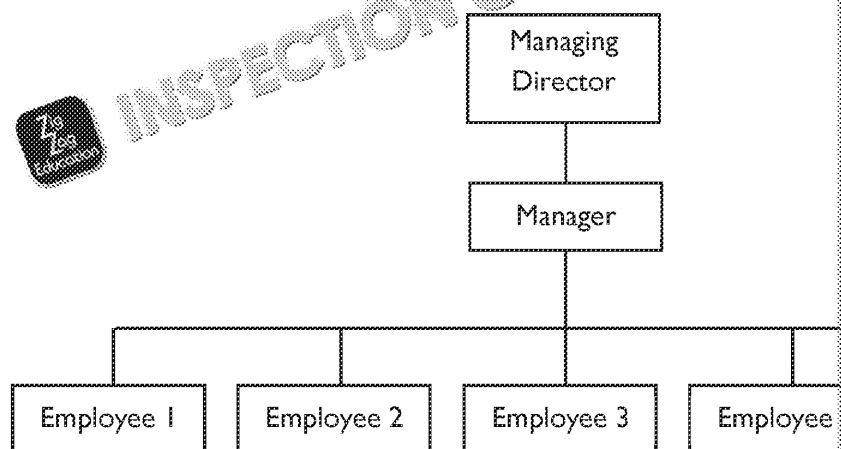 INSPECTION
Zig
Zag
Education
Managing
Director
Manager
Employee 1
Employee 2
Employee 3
Employee